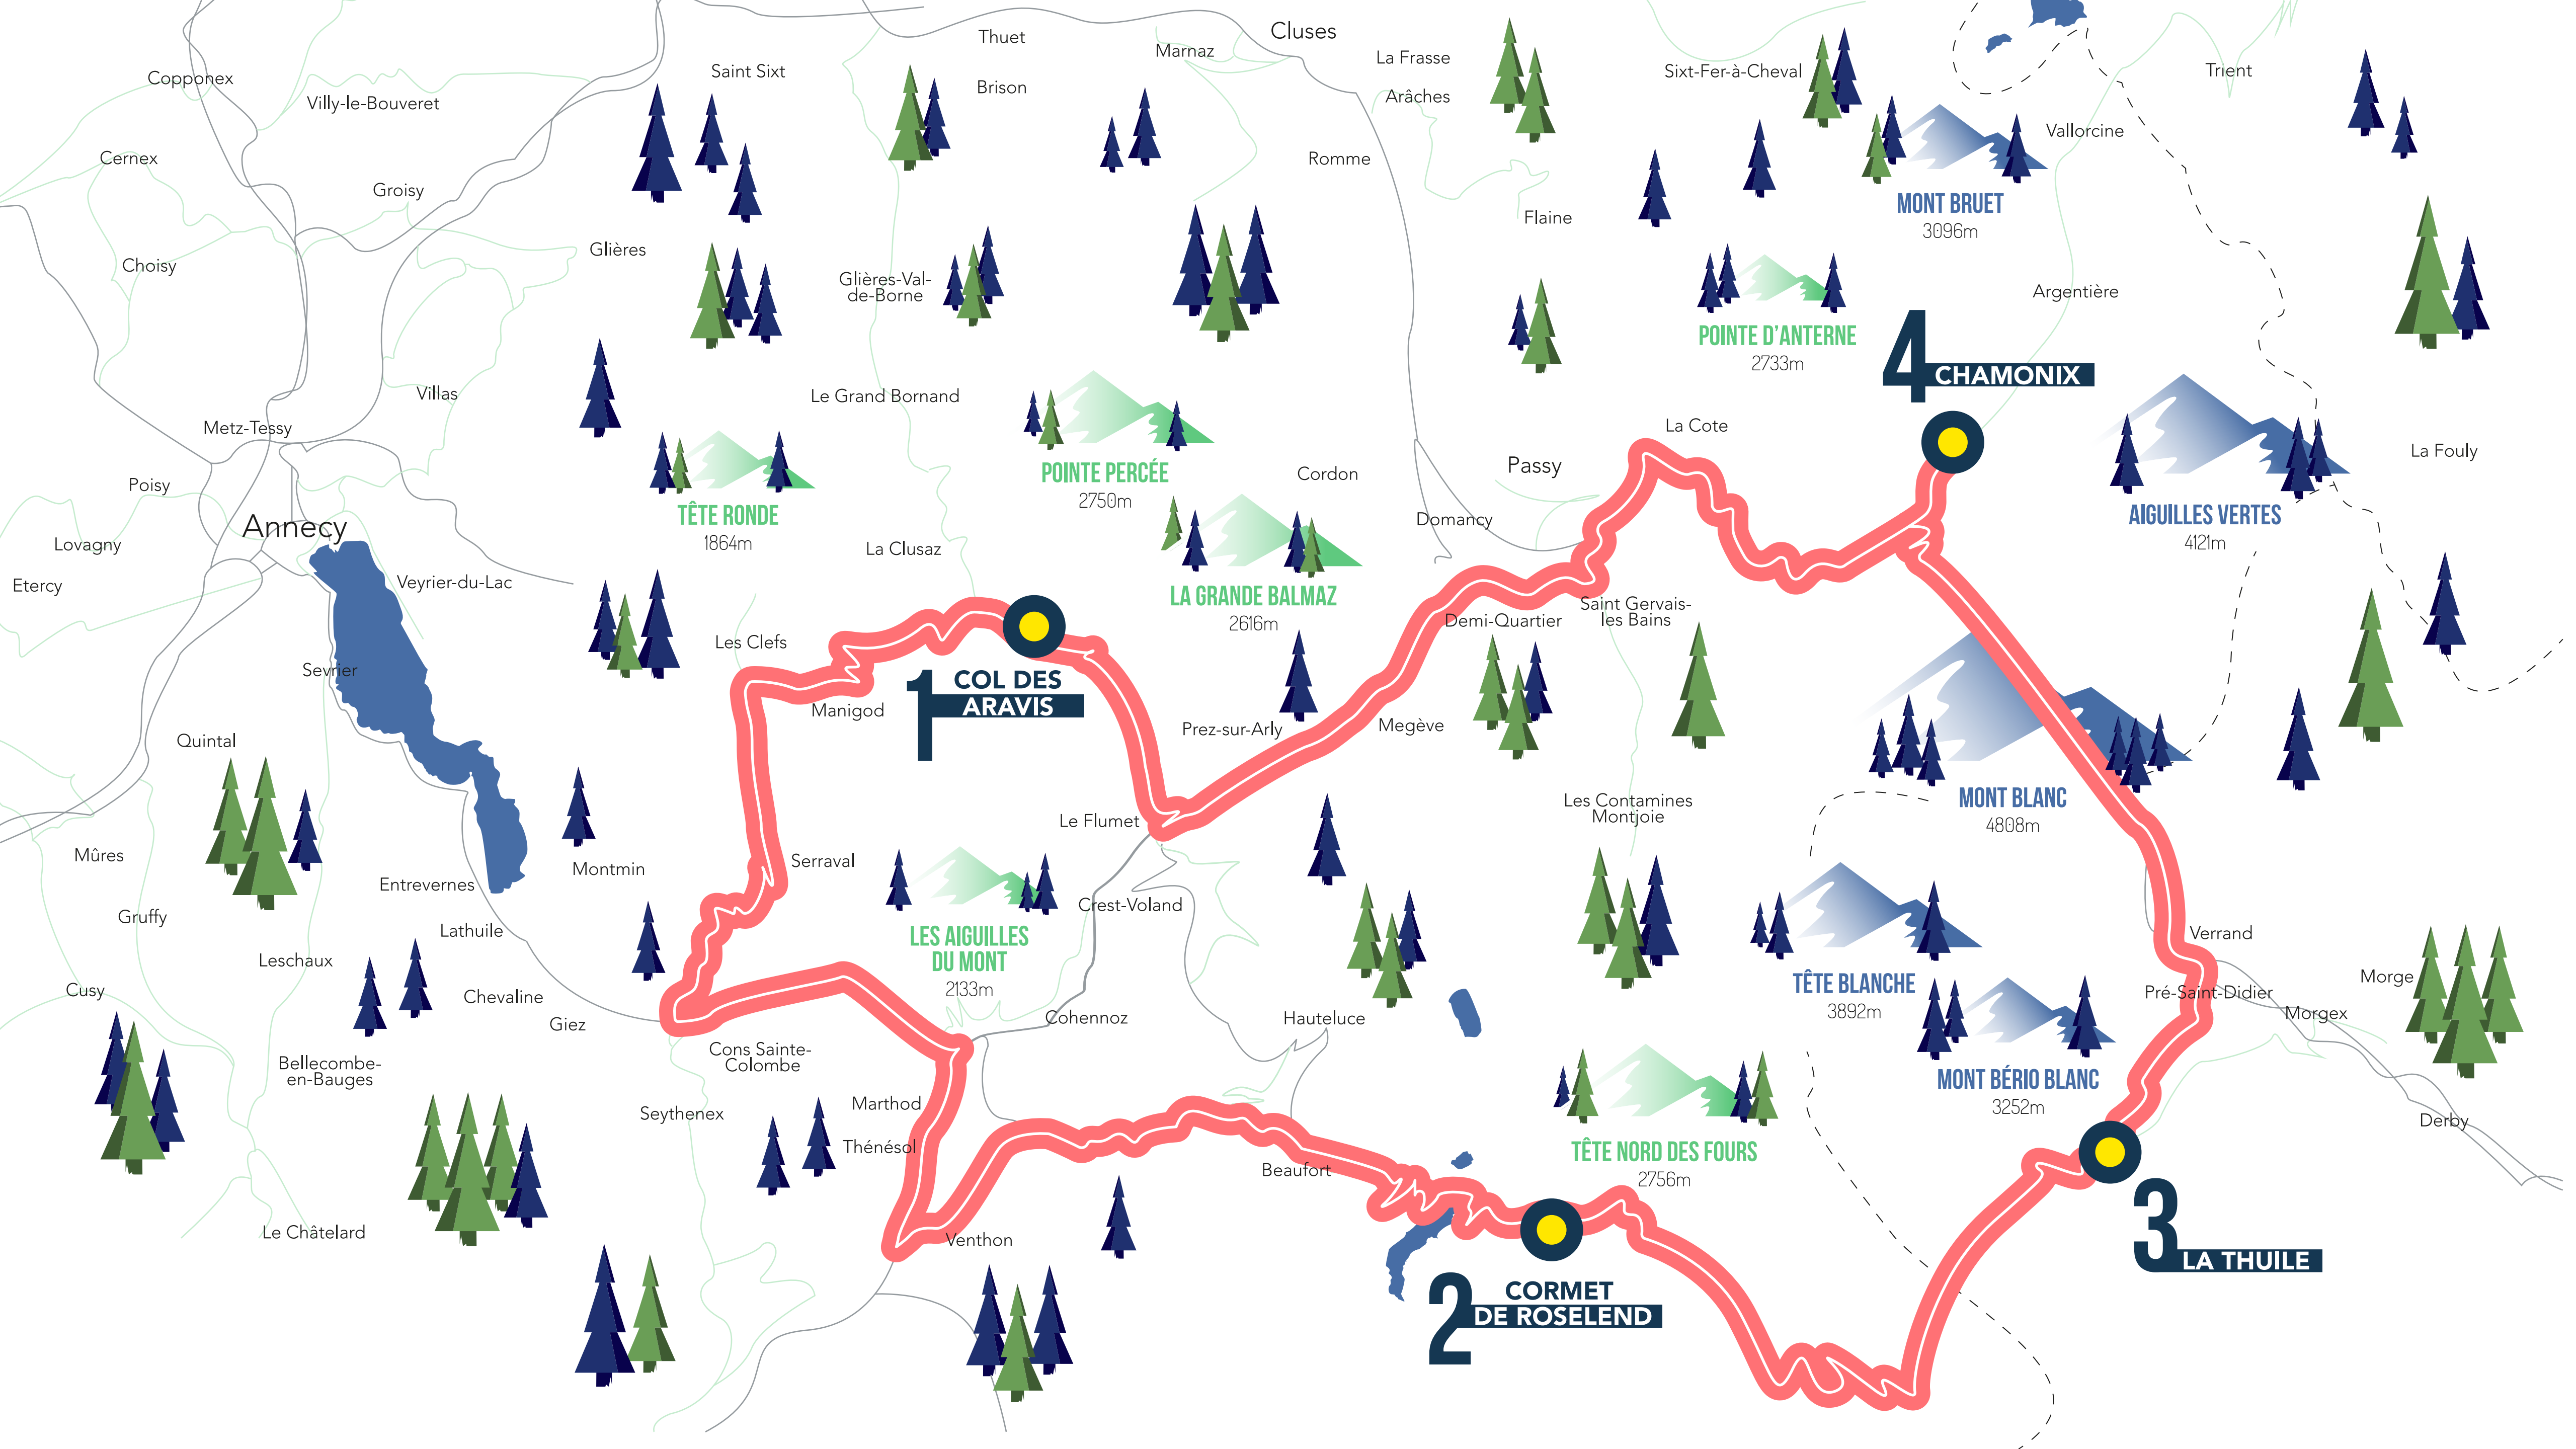 Cluses
Thuet
Marnaz
La Frasse
Saint Sixt
Sixt-Fer-à-Cheval
Trient
Copponex
Brison
Arâches
Villy-le-Bouveret
Vallorcine
Cernex
Romme
Groisy
MONT BRUET
3096m
Flaine
Glières
Choisy
Glières-Val-
de-Borne
Argentière
POINTE D'ANTERNE
2733m
4
CHAMONIX
Villas
Le Grand Bornand
Metz-Tessy
La Cote
La Fouly
Passy
POINTE PERCÉE
2750m
Cordon
Poisy
TÊTE RONDE
1864m
AIGUILLES VERTES
4121m
Annecy
Domancy
Lovagny
La Clusaz
Etercy
Veyrier-du-Lac
LA GRANDE BALMAZ
2616m
Saint Gervais-
les Bains
Demi-Quartier
Les Clefs
Sevrier
1
COL DES
ARAVIS
Manigod
Prez-sur-Arly
Megève
Quintal
MONT BLANC
4808m
Les Contamines
Montjoie
Le Flumet
Mûres
Serraval
Montmin
Entrevernes
Crest-Voland
Gruffy
Lathuile
LES AIGUILLES
DU MONT
2133m
Verrand
Leschaux
TÊTE BLANCHE
3892m
Morge
Cusy
Chevaline
Pré-Saint-Didier
Morgex
Giez
Cohennoz
Hauteluce
Cons Sainte-
Colombe
Bellecombe-
en-Bauges
MONT BÉRIO BLANC
3252m
Marthod
Seythenex
Derby
Thénésol
TÊTE NORD DES FOURS
2756m
Beaufort
Le Châtelard
Venthon
3
LA THUILE
2
CORMET
DE ROSELEND